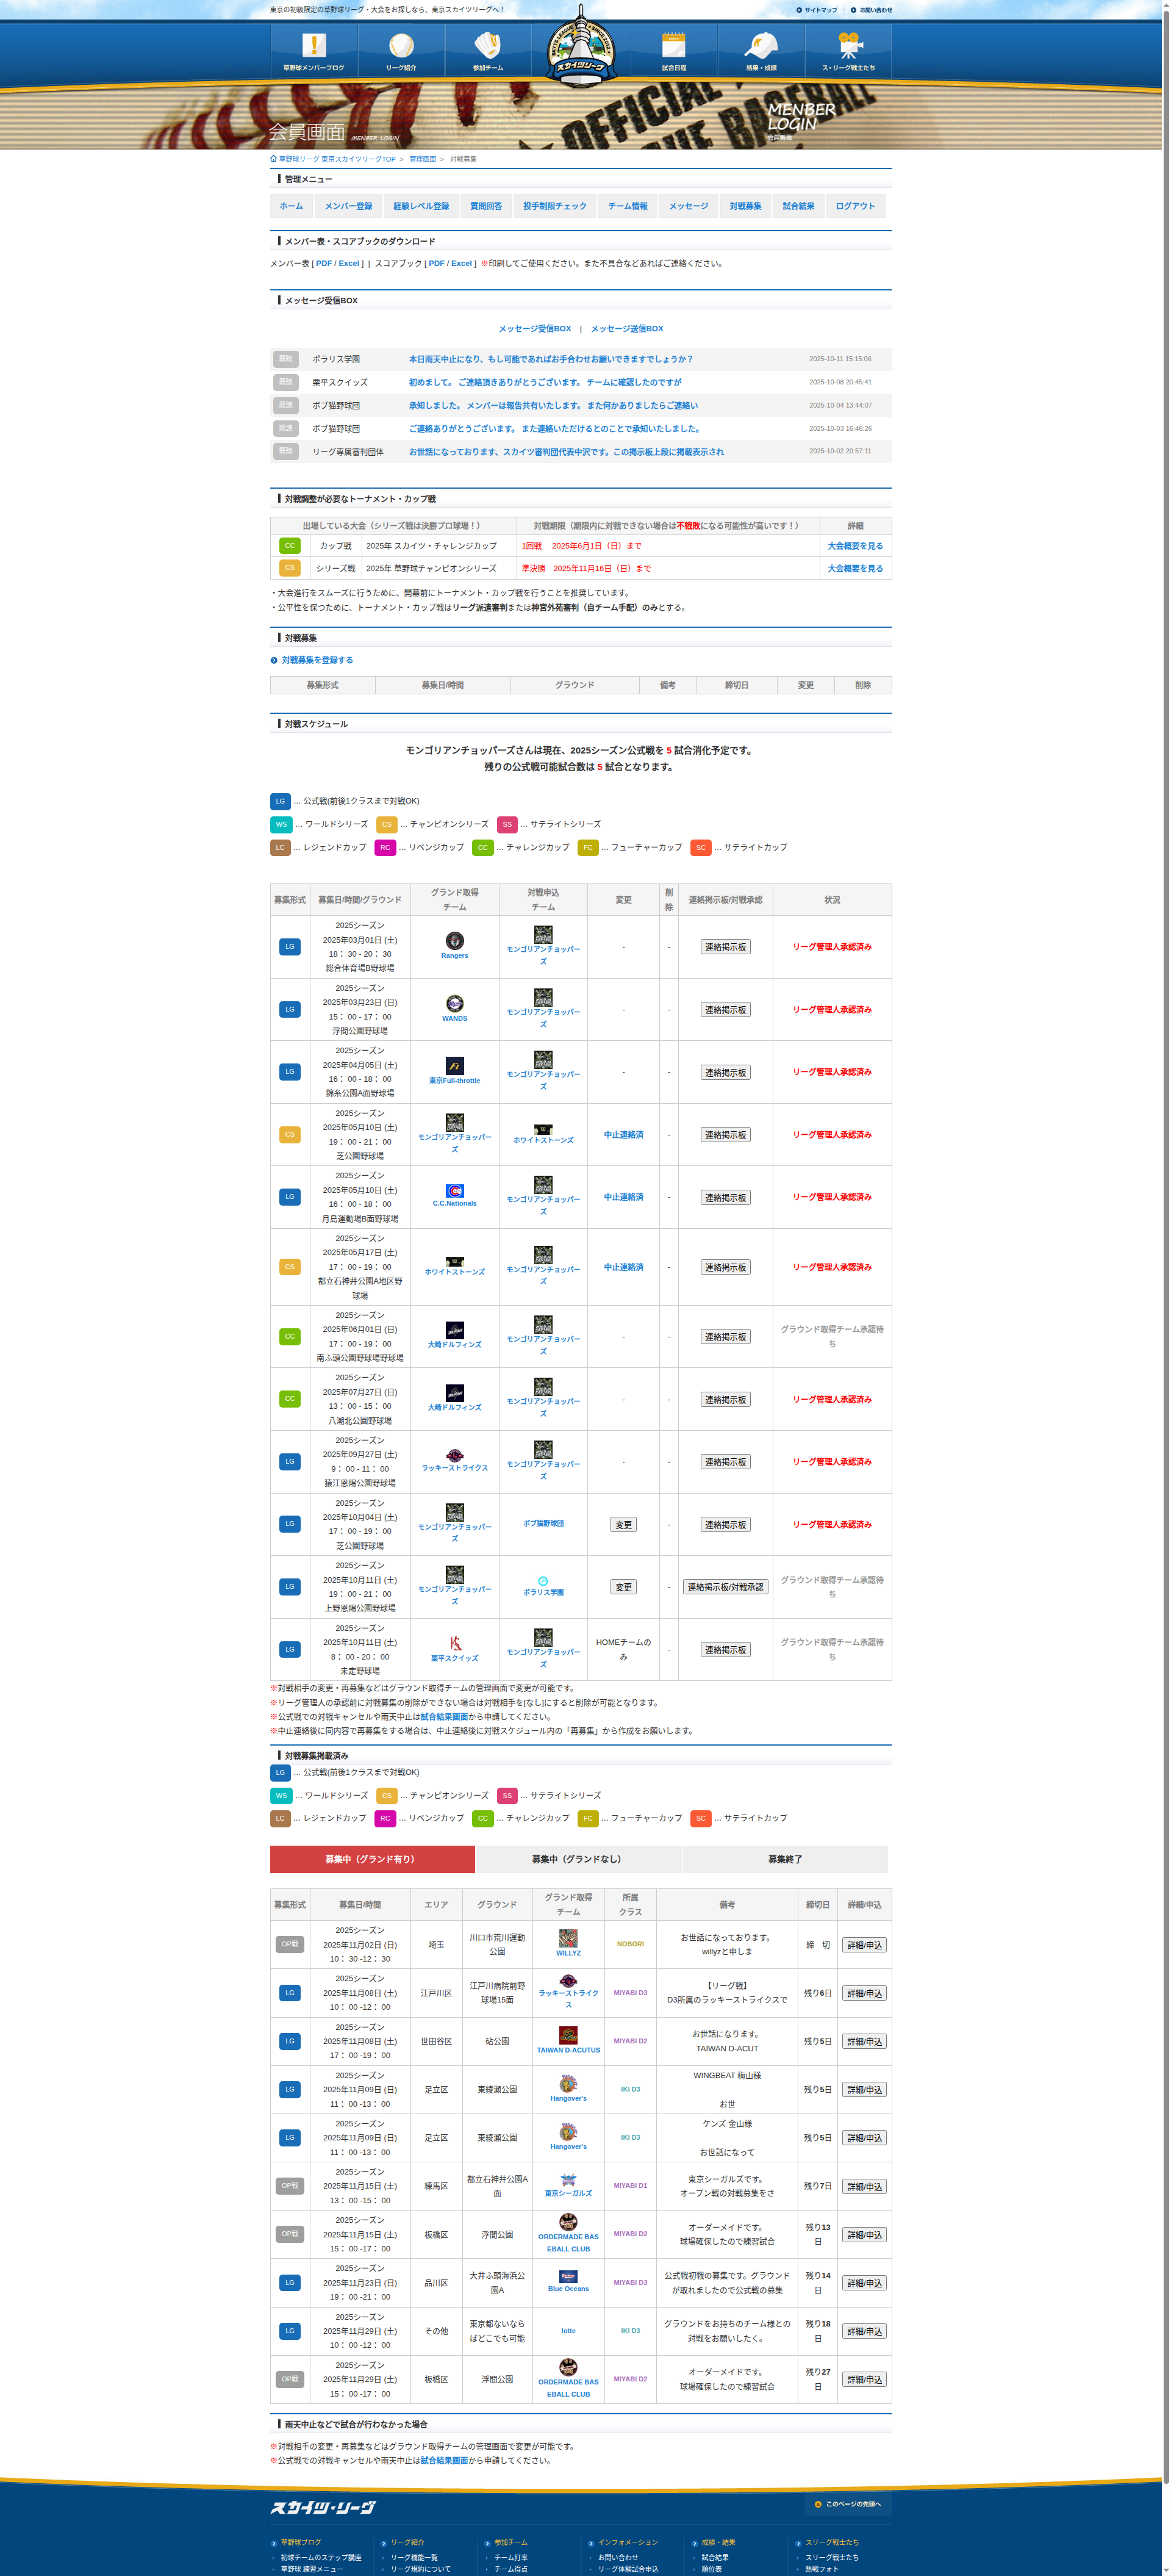 東京の初級限定の草野球リーグ・大会をお探しなら、東京スカイツリーグへ！
サイトマップ
お問い合わせ
草野球メンバーブログ
リーグ紹介
参加チーム
スカイツリーグ
試合日程
結果・成績
ス・リーグ戦士たち
会員画面
MENBER LOGIN
MENBER LOGIN
会員画面
草野球リーグ 東京スカイツリーグTOP > 管理画面 > 対戦募集
管理メニュー
ホーム メンバー登録 経験レベル登録 質問回答 投手制限チェック チーム情報 メッセージ 対戦募集 試合結果 ログアウト
メンバー表・スコアブックのダウンロード
メンバー表 [ PDF / Excel ] | スコアブック [ PDF / Excel ] ※印刷してご使用ください。また不具合などあればご連絡ください。
メッセージ受信BOX
メッセージ受信BOX | メッセージ送信BOX
既読 ポラリス学園 本日雨天中止になり、もし可能であればお手合わせお願いできますでしょうか？ 2025-10-11 15:15:06
既読 栗平スクイッズ 初めまして。 ご連絡頂きありがとうございます。 チームに確認したのですが 2025-10-08 20:45:41
既読 ボブ猫野球団 承知しました。 メンバーは報告共有いたします。 また何かありましたらご連絡い 2025-10-04 13:44:07
既読 ボブ猫野球団 ご連絡ありがとうございます。 また連絡いただけるとのことで承知いたしました。 2025-10-03 16:46:26
既読 リーグ専属審判団体 お世話になっております、スカイツ審判団代表中沢です。この掲示板上段に掲載表示され 2025-10-02 20:57:11
対戦調整が必要なトーナメント・カップ戦
出場している大会（シリーズ戦は決勝プロ球場！） 対戦期限（期限内に対戦できない場合は不戦敗になる可能性が高いです！） 詳細
CC カップ戦 2025年 スカイツ・チャレンジカップ 1回戦 2025年6月1日（日）まで 大会概要を見る
CS シリーズ戦 2025年 草野球チャンピオンシリーズ 準決勝 2025年11月16日（日）まで 大会概要を見る
・大会進行をスムーズに行うために、開幕前にトーナメント・カップ戦を行うことを推奨しています。
・公平性を保つために、トーナメント・カップ戦はリーグ派遣審判または神宮外苑審判（自チーム手配）のみとする。
対戦募集
対戦募集を登録する
募集形式 募集日/時間 グラウンド 備考 締切日 変更 削除
対戦スケジュール
モンゴリアンチョッパーズさんは現在、2025シーズン公式戦を 5 試合消化予定です。
残りの公式戦可能試合数は 5 試合となります。
LG … 公式戦(前後1クラスまで対戦OK)
WS … ワールドシリーズ CS … チャンピオンシリーズ SS … サテライトシリーズ
LC … レジェンドカップ RC … リベンジカップ CC … チャレンジカップ FC … フューチャーカップ SC … サテライトカップ
募集形式 募集日/時間/グラウンド グランド取得チーム 対戦申込チーム 変更 削除 連絡掲示板/対戦承認 状況
LG 2025シーズン 2025年03月01日 (土) 18： 30 - 20： 30 総合体育場B野球場 Rangers モンゴリアンチョッパーズ - - 連絡掲示板 リーグ管理人承認済み
LG 2025シーズン 2025年03月23日 (日) 15： 00 - 17： 00 浮間公園野球場 WANDS モンゴリアンチョッパーズ - - 連絡掲示板 リーグ管理人承認済み
LG 2025シーズン 2025年04月05日 (土) 16： 00 - 18： 00 錦糸公園A面野球場 東京Full-throttle モンゴリアンチョッパーズ - - 連絡掲示板 リーグ管理人承認済み
CS 2025シーズン 2025年05月10日 (土) 19： 00 - 21： 00 芝公園野球場 モンゴリアンチョッパーズ ホワイトストーンズ 中止連絡済 - 連絡掲示板 リーグ管理人承認済み
LG 2025シーズン 2025年05月10日 (土) 16： 00 - 18： 00 月島運動場B面野球場 C.C.Nationals モンゴリアンチョッパーズ 中止連絡済 - 連絡掲示板 リーグ管理人承認済み
CS 2025シーズン 2025年05月17日 (土) 17： 00 - 19： 00 都立石神井公園A地区野球場 ホワイトストーンズ モンゴリアンチョッパーズ 中止連絡済 - 連絡掲示板 リーグ管理人承認済み
CC 2025シーズン 2025年06月01日 (日) 17： 00 - 19： 00 南ふ頭公園野球場野球場 大崎ドルフィンズ モンゴリアンチョッパーズ - - 連絡掲示板 グラウンド取得チーム承認待ち
CC 2025シーズン 2025年07月27日 (日) 13： 00 - 15： 00 八潮北公園野球場 大崎ドルフィンズ モンゴリアンチョッパーズ - - 連絡掲示板 リーグ管理人承認済み
LG 2025シーズン 2025年09月27日 (土) 9： 00 - 11： 00 猿江恩賜公園野球場 ラッキーストライクス モンゴリアンチョッパーズ - - 連絡掲示板 リーグ管理人承認済み
LG 2025シーズン 2025年10月04日 (土) 17： 00 - 19： 00 芝公園野球場 モンゴリアンチョッパーズ ボブ猫野球団 変更 - 連絡掲示板 リーグ管理人承認済み
LG 2025シーズン 2025年10月11日 (土) 19： 00 - 21： 00 上野恩賜公園野球場 モンゴリアンチョッパーズ ポラリス学園 変更 - 連絡掲示板/対戦承認 グラウンド取得チーム承認待ち
LG 2025シーズン 2025年10月11日 (土) 8： 00 - 20： 00 未定野球場 栗平スクイッズ モンゴリアンチョッパーズ HOMEチームのみ - 連絡掲示板 グラウンド取得チーム承認待ち
※対戦相手の変更・再募集などはグラウンド取得チームの管理画面で変更が可能です。
※リーグ管理人の承認前に対戦募集の削除ができない場合は対戦相手を[なし]にすると削除が可能となります。
※公式戦での対戦キャンセルや雨天中止は試合結果画面から申請してください。
※中止連絡後に同内容で再募集をする場合は、中止連絡後に対戦スケジュール内の「再募集」から作成をお願いします。
対戦募集掲載済み
LG … 公式戦(前後1クラスまで対戦OK)
WS … ワールドシリーズ CS … チャンピオンシリーズ SS … サテライトシリーズ
LC … レジェンドカップ RC … リベンジカップ CC … チャレンジカップ FC … フューチャーカップ SC … サテライトカップ
募集中（グランド有り） 募集中（グランドなし） 募集終了
募集形式 募集日/時間 エリア グラウンド グランド取得チーム 所属クラス 備考 締切日 詳細/申込
OP戦 2025シーズン 2025年11月02日 (日) 10： 30 -12： 30 埼玉 川口市荒川運動公園 WILLYZ NOBORI お世話になっております。 willyzと申しま 締 切 詳細/申込
LG 2025シーズン 2025年11月08日 (土) 10： 00 -12： 00 江戸川区 江戸川病院前野球場15面 ラッキーストライクス MIYABI D3 【リーグ戦】 D3所属のラッキーストライクスで 残り6日 詳細/申込
LG 2025シーズン 2025年11月08日 (土) 17： 00 -19： 00 世田谷区 砧公園 TAIWAN D-ACUTUS MIYABI D2 お世話になります。 TAIWAN D-ACUT 残り5日 詳細/申込
LG 2025シーズン 2025年11月09日 (日) 11： 00 -13： 00 足立区 東綾瀬公園 Hangover's IKI D3 WINGBEAT 梅山様 お世 残り5日 詳細/申込
LG 2025シーズン 2025年11月09日 (日) 11： 00 -13： 00 足立区 東綾瀬公園 Hangover's IKI D3 ケンズ 金山様 お世話になって 残り5日 詳細/申込
OP戦 2025シーズン 2025年11月15日 (土) 13： 00 -15： 00 練馬区 都立石神井公園A面 東京シーガルズ MIYABI D1 東京シーガルズです。 オープン戦の対戦募集をさ 残り7日 詳細/申込
OP戦 2025シーズン 2025年11月15日 (土) 15： 00 -17： 00 板橋区 浮間公園 ORDERMADE BASEBALL CLUB MIYABI D2 オーダーメイドです。 球場確保したので練習試合 残り13日 詳細/申込
LG 2025シーズン 2025年11月23日 (日) 19： 00 -21： 00 品川区 大井ふ頭海浜公園A Blue Oceans MIYABI D3 公式戦初戦の募集です。グラウンドが取れましたので公式戦の募集 残り14日 詳細/申込
LG 2025シーズン 2025年11月29日 (土) 10： 00 -12： 00 その他 東京都ないならばどこでも可能 lotte IKI D3 グラウンドをお持ちのチーム様との対戦をお願いしたく。 残り18日 詳細/申込
OP戦 2025シーズン 2025年11月29日 (土) 15： 00 -17： 00 板橋区 浮間公園 ORDERMADE BASEBALL CLUB MIYABI D2 オーダーメイドです。 球場確保したので練習試合 残り27日 詳細/申込
雨天中止などで試合が行わなかった場合
※対戦相手の変更・再募集などはグラウンド取得チームの管理画面で変更が可能です。
※公式戦での対戦キャンセルや雨天中止は試合結果画面から申請してください。
スカイツ・リーグ
このページの先頭へ
草野球ブログ リーグ紹介 参加チーム インフォメーション 成績・結果 スリーグ戦士たち
初球チームのステップ講座 リーグ機能一覧 チーム打率 お問い合わせ 試合結果 スリーグ戦士たち
草野球 練習メニュー リーグ規約について チーム得点 リーグ体験試合申込 順位表 熱戦フォト